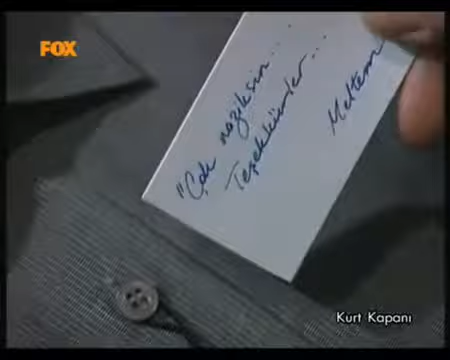 FOX
"Çok naziksin...
Teşekkürler...
Meltem
Kurt Kapanı